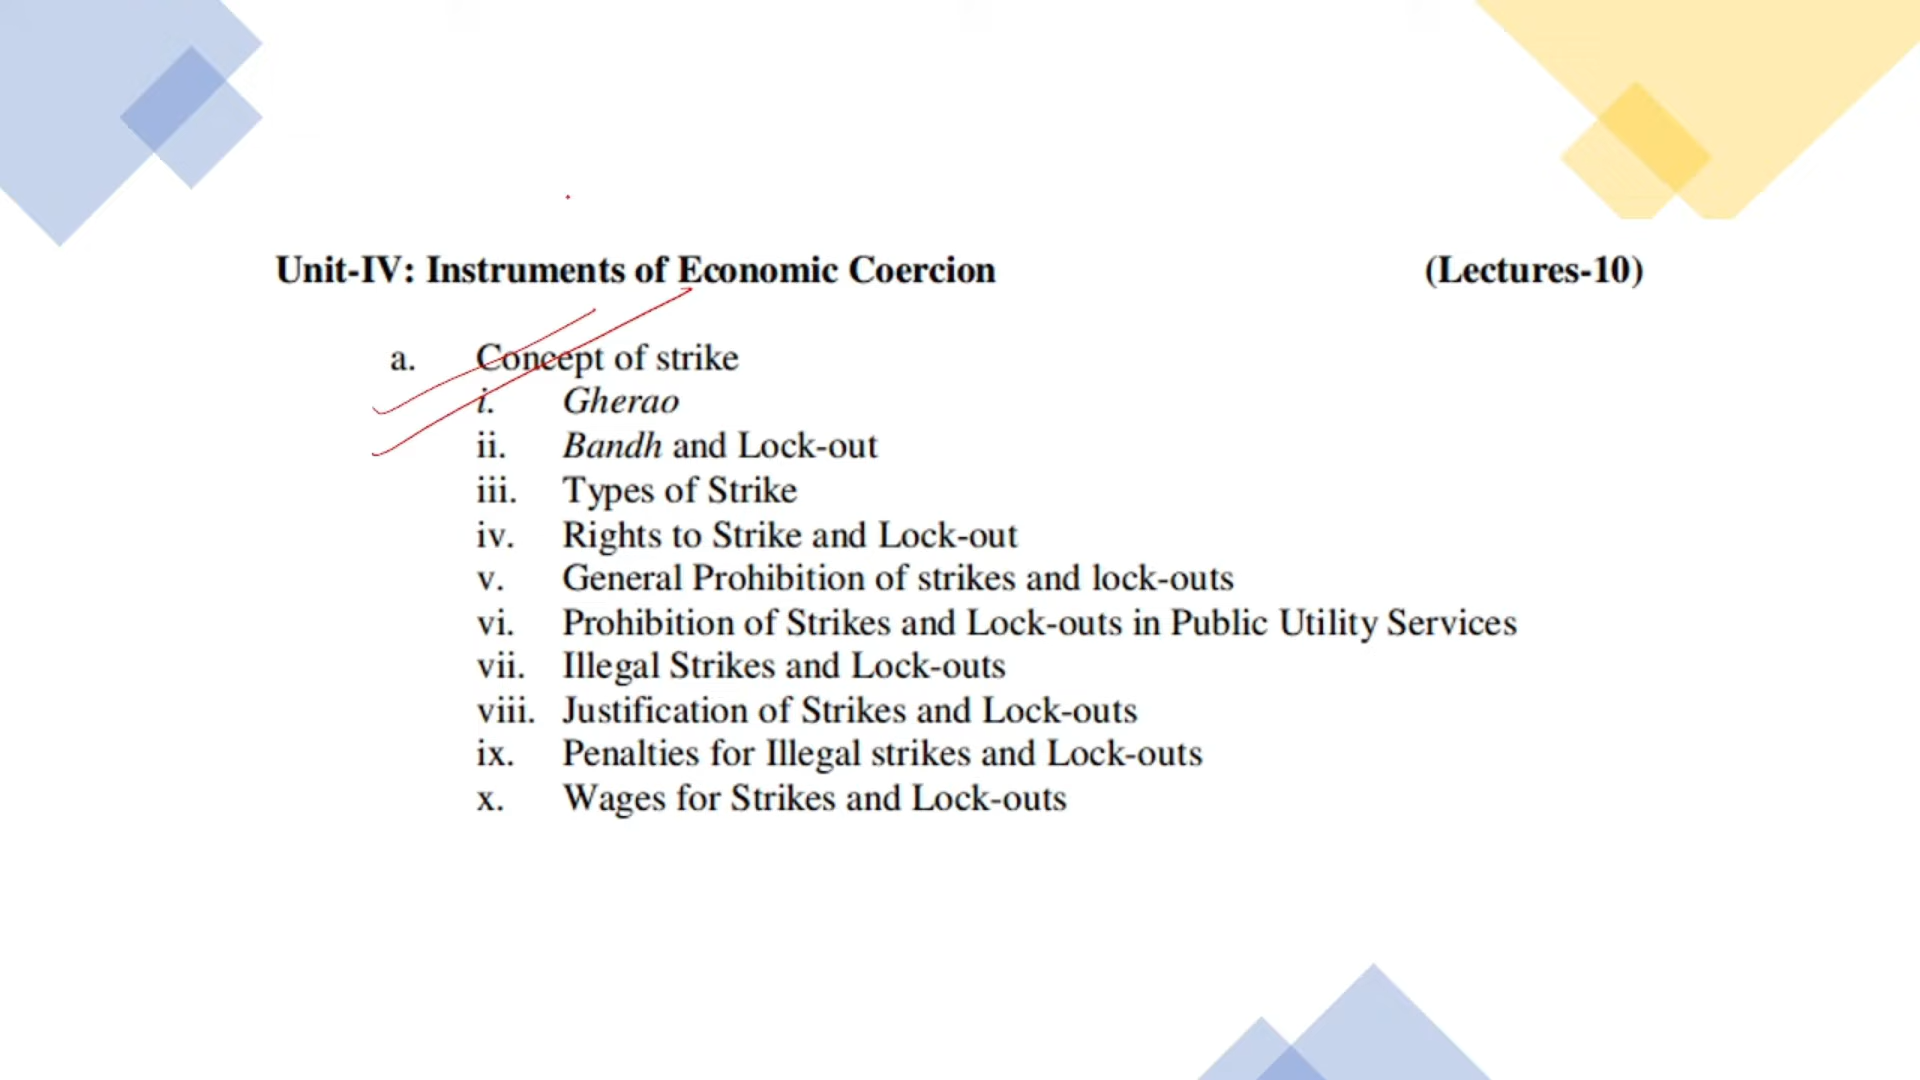 Unit-IV: Instruments of Economic Coercion (Lectures-10)
a. Concept of strike
i. Gherao
ii. Bandh and Lock-out
iii. Types of Strike
iv. Rights to Strike and Lock-out
v. General Prohibition of strikes and lock-outs
vi. Prohibition of Strikes and Lock-outs in Public Utility Services
vii. Illegal Strikes and Lock-outs
viii. Justification of Strikes and Lock-outs
ix. Penalties for Illegal strikes and Lock-outs
x. Wages for Strikes and Lock-outs